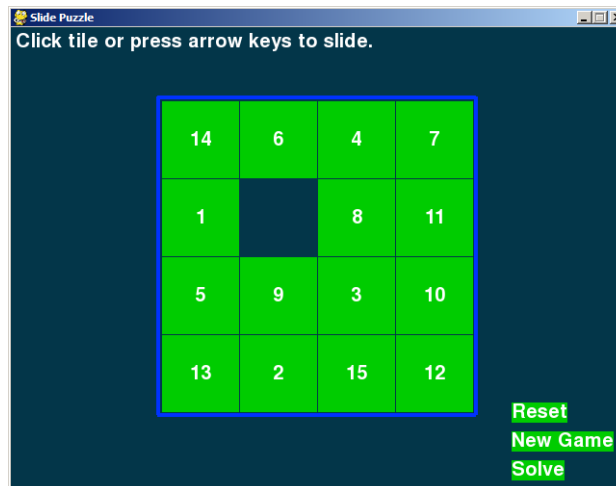 Slide Puzzle
Click tile or press arrow keys to slide.
14 6 4 7
1 8 11
5 9 3 10
13 2 15 12
Reset
New Game
Solve